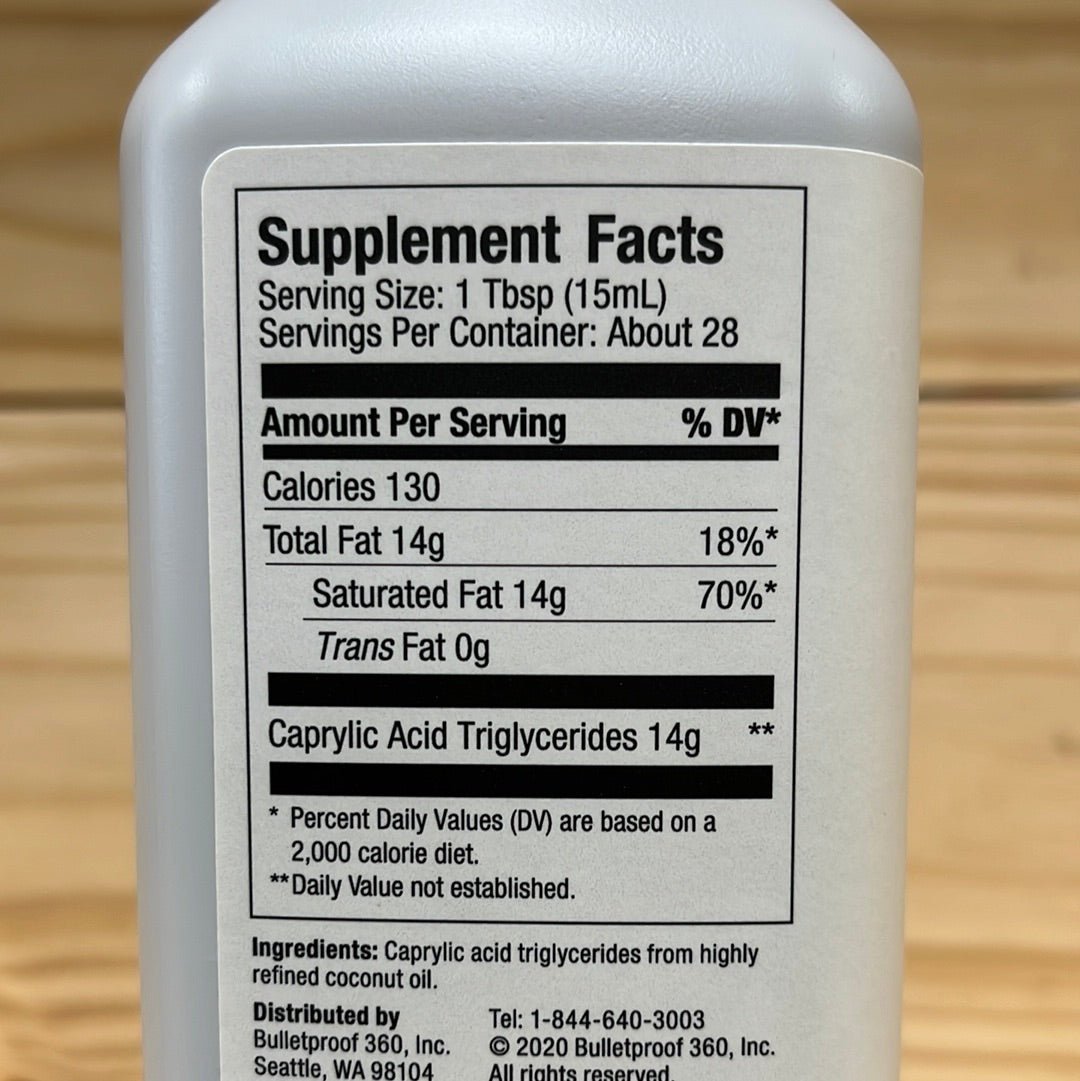 Supplement Facts
Serving Size: 1 Tbsp (15mL)
Servings Per Container: About 28
Amount Per Serving % DV*
Calories 130
Total Fat 14g 18%*
Saturated Fat 14g 70%*
Trans Fat 0g
Caprylic Acid Triglycerides 14g **
* Percent Daily Values (DV) are based on a
2,000 calorie diet.
**Daily Value not established.
Ingredients: Caprylic acid triglycerides from highly
refined coconut oil.
Distributed by
Bulletproof 360, Inc.
Seattle, WA 98104
Tel: 1-844-640-3003
© 2020 Bulletproof 360, Inc.
All rights reserved.